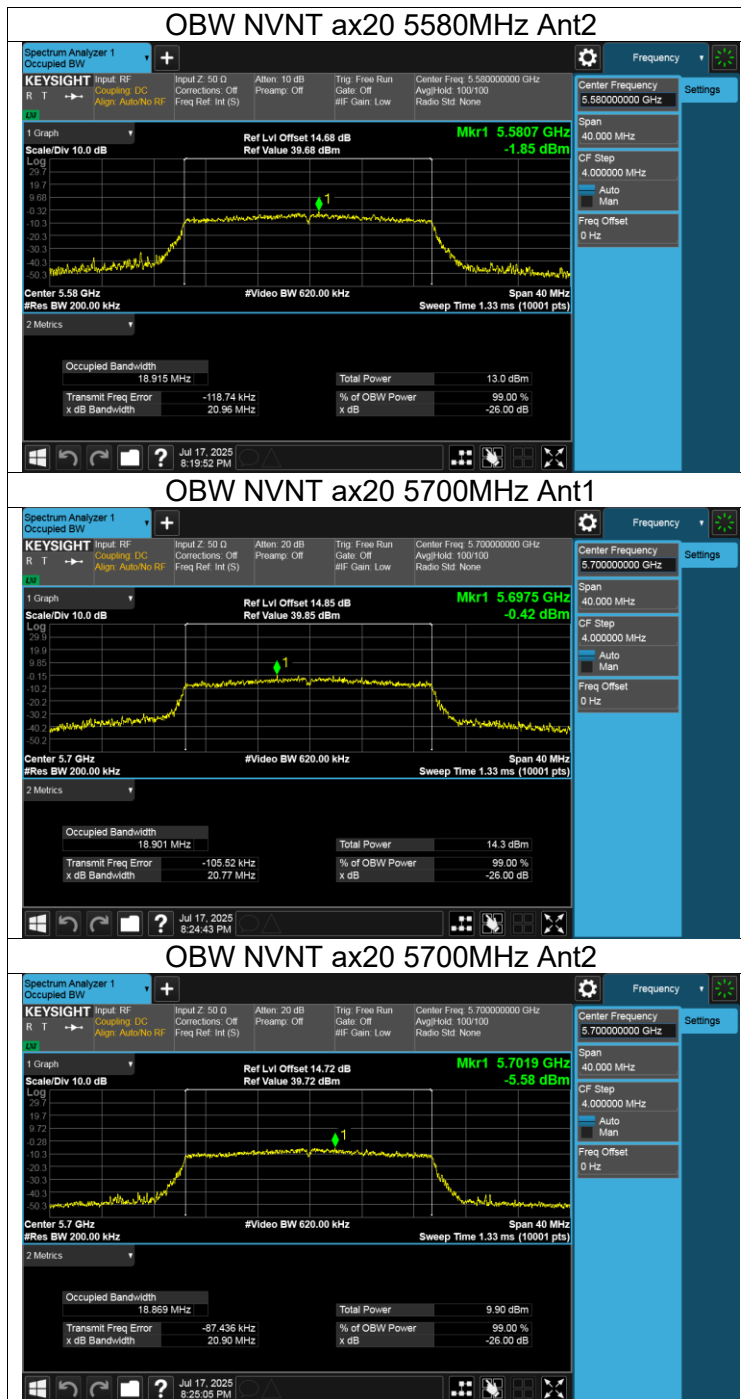 OBW NVNT ax20 5580MHz Ant2
Spectrum Analyzer 1
Occupied BW
Frequency
KEYSIGHT Input: RF Input Z: 50 Ω Atten: 10 dB Trig: Free Run Center Freq: 5.580000000 GHz
R T Coupling: DC Corrections: Off Preamp: Off Gate: Off Avg|Hold: 100/100
Align: Auto/No RF Freq Ref: Int (S) #IF Gain: Low Radio Std: None
LXI
Center Frequency
5.580000000 GHz
Settings
Span
40.000 MHz
CF Step
4.000000 MHz
Auto
Man
Freq Offset
0 Hz
1 Graph
Scale/Div 10.0 dB
Ref Lvl Offset 14.68 dB
Ref Value 39.68 dBm
Mkr1 5.5807 GHz
-1.85 dBm
Log
29.7
19.7
9.68
-0.32
-10.3
-20.3
-30.3
-40.3
-50.3
1
Center 5.58 GHz #Video BW 620.00 kHz Span 40 MHz
#Res BW 200.00 kHz Sweep Time 1.33 ms (10001 pts)
2 Metrics
Occupied Bandwidth
18.915 MHz Total Power 13.0 dBm
Transmit Freq Error -118.74 kHz % of OBW Power 99.00 %
x dB Bandwidth 20.96 MHz x dB -26.00 dB
Jul 17, 2025
8:19:52 PM
OBW NVNT ax20 5700MHz Ant1
Spectrum Analyzer 1
Occupied BW
Frequency
KEYSIGHT Input: RF Input Z: 50 Ω Atten: 20 dB Trig: Free Run Center Freq: 5.700000000 GHz
R T Coupling: DC Corrections: Off Preamp: Off Gate: Off Avg|Hold: 100/100
Align: Auto/No RF Freq Ref: Int (S) #IF Gain: Low Radio Std: None
LXI
Center Frequency
5.700000000 GHz
Settings
Span
40.000 MHz
CF Step
4.000000 MHz
Auto
Man
Freq Offset
0 Hz
1 Graph
Scale/Div 10.0 dB
Ref Lvl Offset 14.85 dB
Ref Value 39.85 dBm
Mkr1 5.6975 GHz
-0.42 dBm
Log
29.9
19.9
9.85
-0.15
-10.2
-20.2
-30.2
-40.2
-50.2
1
Center 5.7 GHz #Video BW 620.00 kHz Span 40 MHz
#Res BW 200.00 kHz Sweep Time 1.33 ms (10001 pts)
2 Metrics
Occupied Bandwidth
18.901 MHz Total Power 14.3 dBm
Transmit Freq Error -105.52 kHz % of OBW Power 99.00 %
x dB Bandwidth 20.77 MHz x dB -26.00 dB
Jul 17, 2025
8:24:43 PM
OBW NVNT ax20 5700MHz Ant2
Spectrum Analyzer 1
Occupied BW
Frequency
KEYSIGHT Input: RF Input Z: 50 Ω Atten: 20 dB Trig: Free Run Center Freq: 5.700000000 GHz
R T Coupling: DC Corrections: Off Preamp: Off Gate: Off Avg|Hold: 100/100
Align: Auto/No RF Freq Ref: Int (S) #IF Gain: Low Radio Std: None
LXI
Center Frequency
5.700000000 GHz
Settings
Span
40.000 MHz
CF Step
4.000000 MHz
Auto
Man
Freq Offset
0 Hz
1 Graph
Scale/Div 10.0 dB
Ref Lvl Offset 14.72 dB
Ref Value 39.72 dBm
Mkr1 5.7019 GHz
-5.58 dBm
Log
29.7
19.7
9.72
-0.28
-10.3
-20.3
-30.3
-40.3
-50.3
1
Center 5.7 GHz #Video BW 620.00 kHz Span 40 MHz
#Res BW 200.00 kHz Sweep Time 1.33 ms (10001 pts)
2 Metrics
Occupied Bandwidth
18.869 MHz Total Power 9.90 dBm
Transmit Freq Error -87.436 kHz % of OBW Power 99.00 %
x dB Bandwidth 20.90 MHz x dB -26.00 dB
Jul 17, 2025
8:25:05 PM